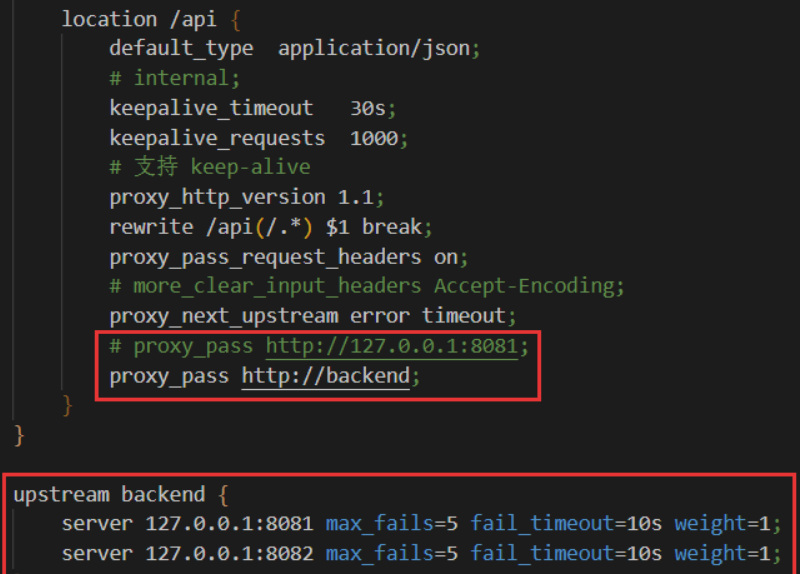 location /api {
default_type  application/json;
# internal;
keepalive_timeout   30s;
keepalive_requests  1000;
# 支持 keep-alive
proxy_http_version 1.1;
rewrite /api(/.*) $1 break;
proxy_pass_request_headers on;
# more_clear_input_headers Accept-Encoding;
proxy_next_upstream error timeout;
# proxy_pass http://127.0.0.1:8081;
proxy_pass http://backend;
}
}
upstream backend {
server 127.0.0.1:8081 max_fails=5 fail_timeout=10s weight=1;
server 127.0.0.1:8082 max_fails=5 fail_timeout=10s weight=1;